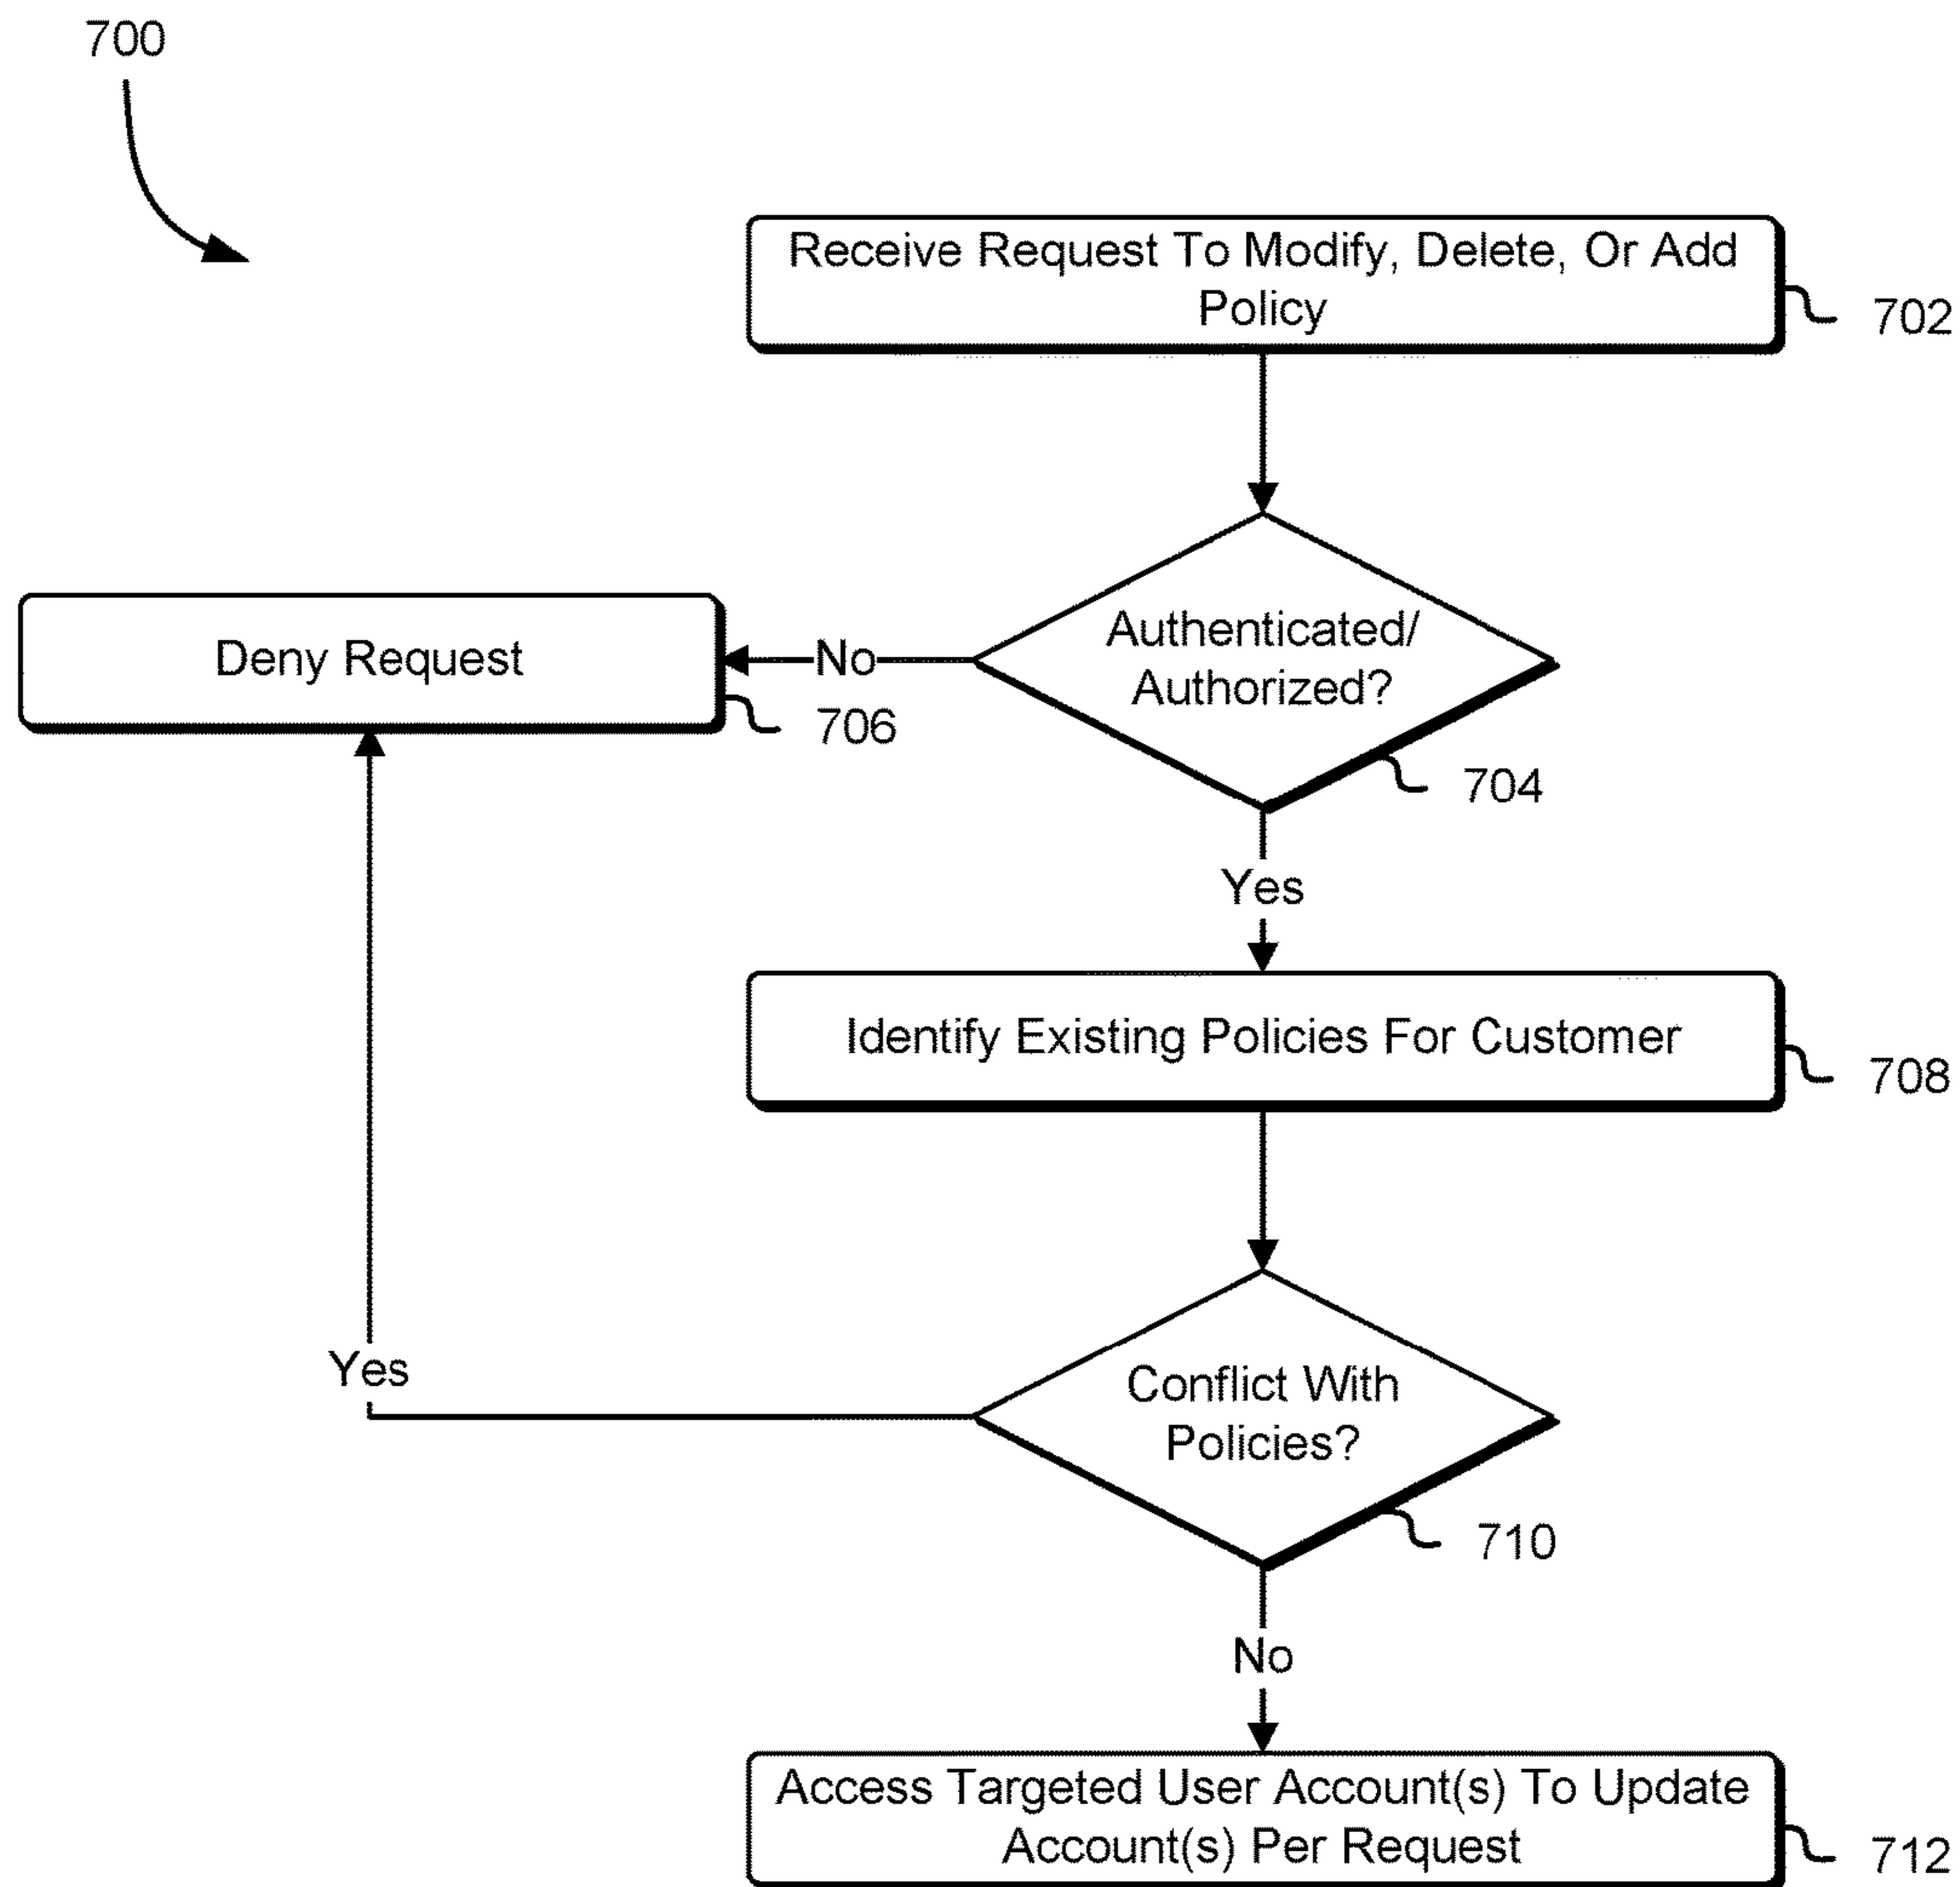 700
Receive Request To Modify, Delete, Or Add
Policy
702
Authenticated/
Authorized?
704
No
Deny Request
706
Yes
Identify Existing Policies For Customer
708
Conflict With
Policies?
710
Yes
No
Access Targeted User Account(s) To Update
Account(s) Per Request
712